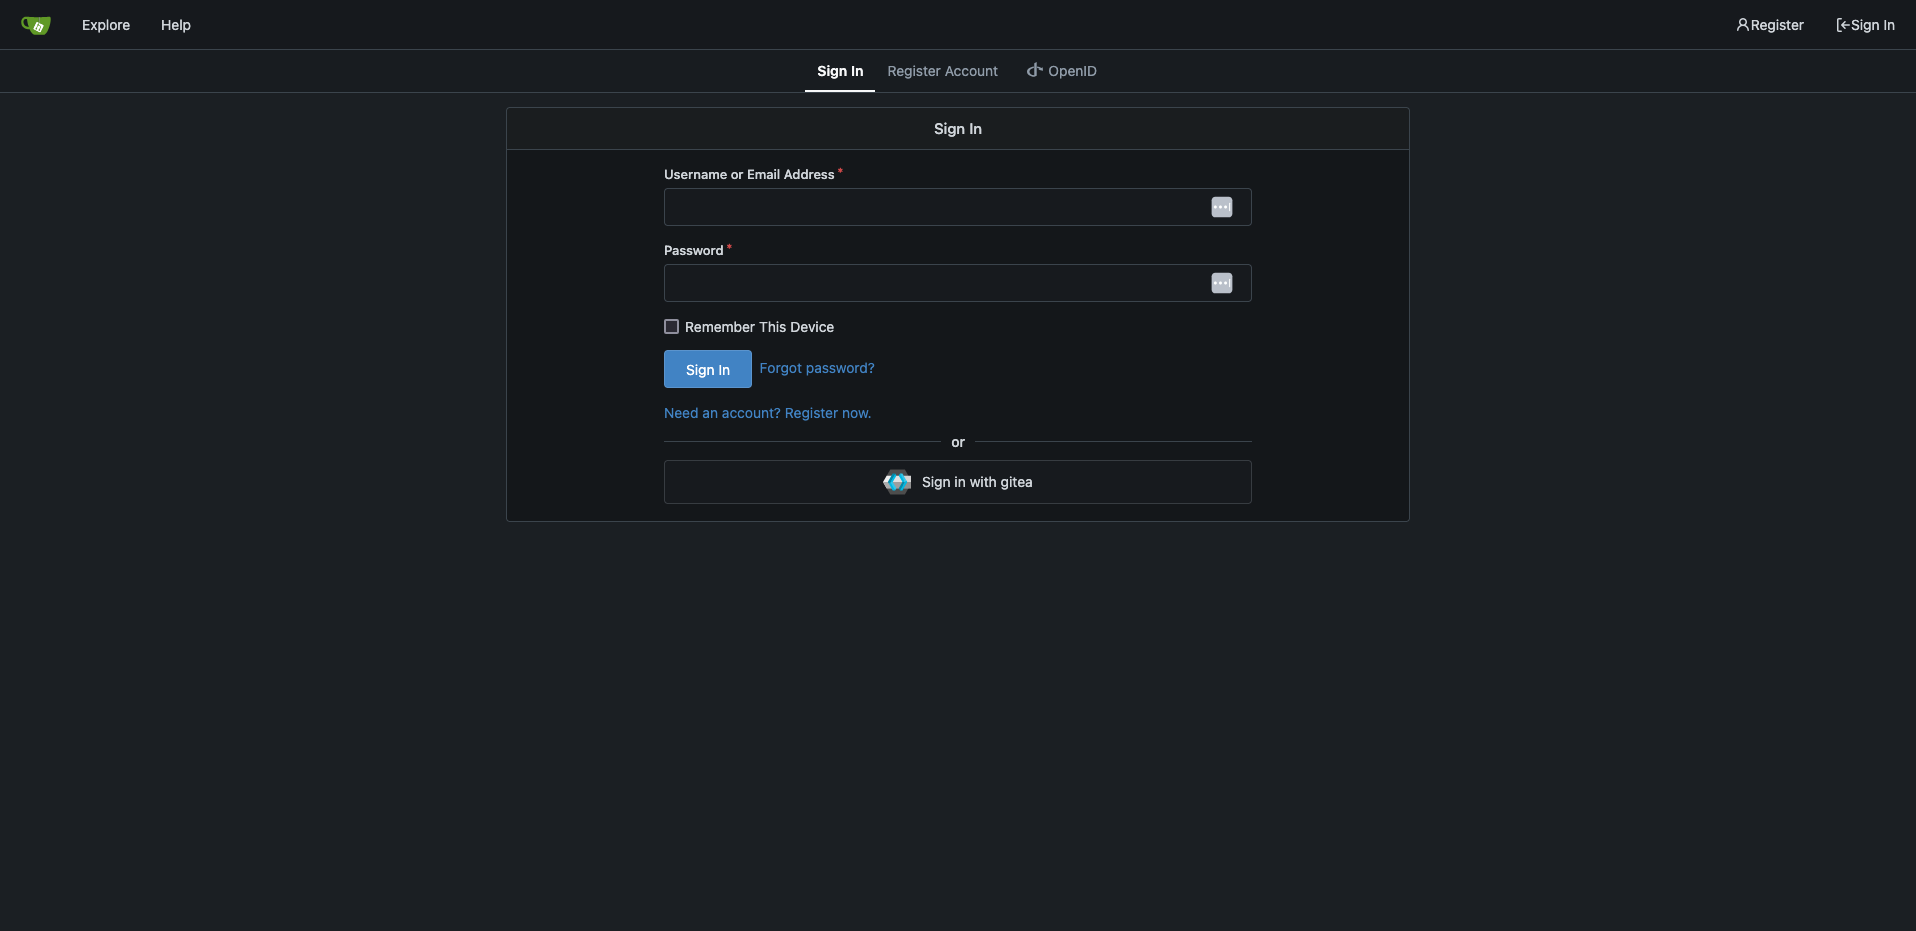 Explore Help Register Sign In
Sign In Register Account OpenID
Sign In
Username or Email Address *
Password *
Remember This Device
Sign In Forgot password?
Need an account? Register now.
or
Sign in with gitea